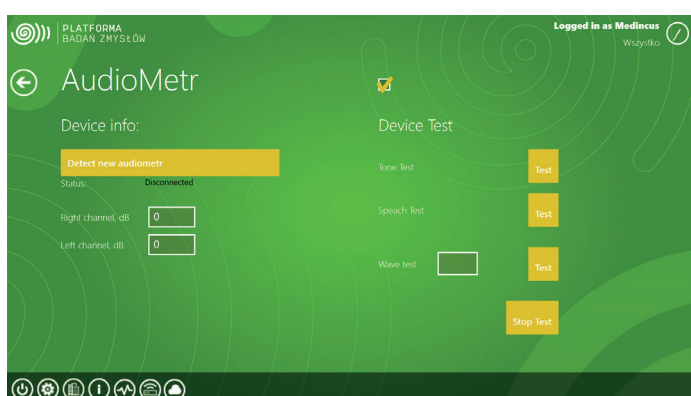 PLATFORMA
BADAN ZMYSŁÓW
Logged in as Medincus
Wszystko
AudioMetr
Device info:
Device Test
Detect new audiometr
Status: Disconnected
Tone Test
Test
Right channel, dB 0
Speach Test
Test
Left channel, dB 0
Wave test
Test
Stop Test